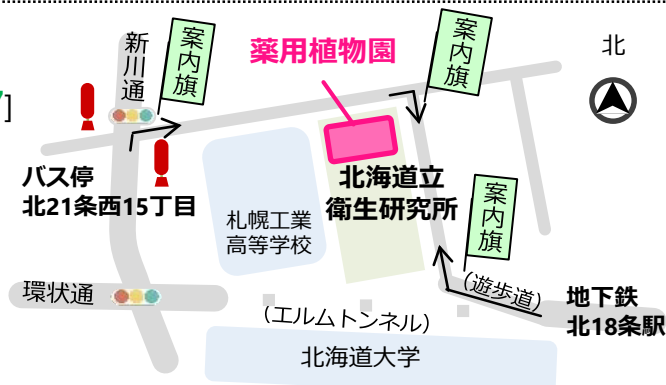 新川通
案内旗
薬用植物園
案内旗
北
]
バス停
北21条西15丁目
札幌工業
高等学校
北海道立
衛生研究所
案内旗
環状通
(遊歩道)
地下鉄
北18条駅
(エルムトンネル)
北海道大学